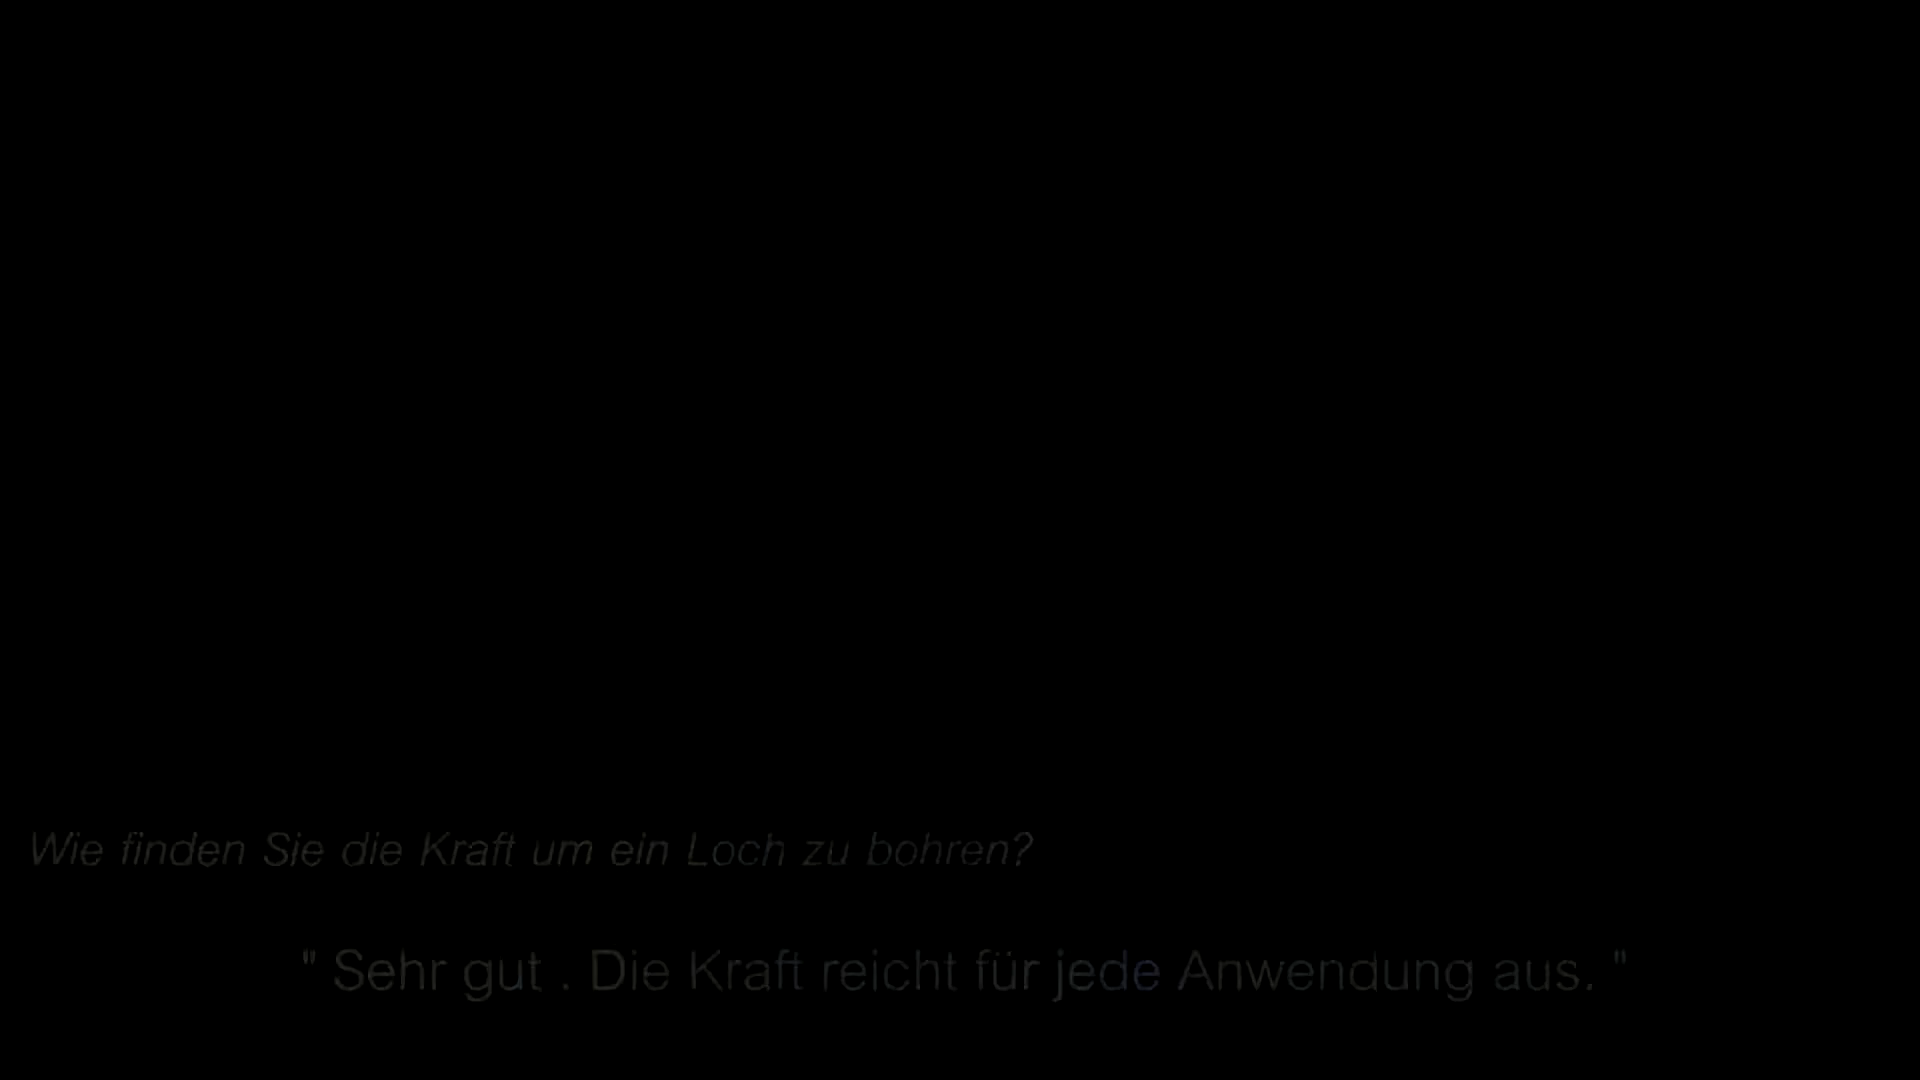 Wie finden Sie die Kraft um ein Loch zu bohren?
" Sehr gut . Die Kraft reicht für jede Anwendung aus. "